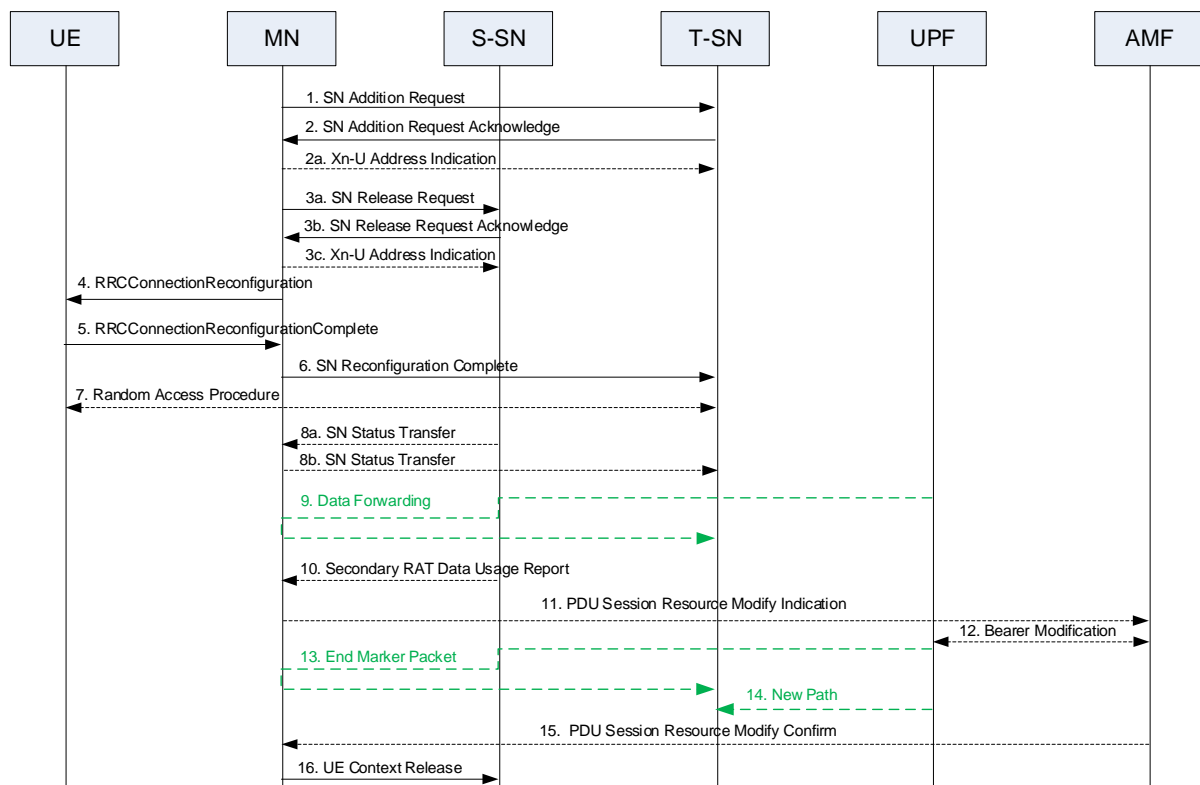 UE MN S-SN T-SN UPF AMF
1. SN Addition Request
2. SN Addition Request Acknowledge
2a. Xn-U Address Indication
3a. SN Release Request
3b. SN Release Request Acknowledge
3c. Xn-U Address Indication
4. RRCConnectionReconfiguration
5. RRCConnectionReconfigurationComplete
6. SN Reconfiguration Complete
7. Random Access Procedure
8a. SN Status Transfer
8b. SN Status Transfer
9. Data Forwarding
10. Secondary RAT Data Usage Report
11. PDU Session Resource Modify Indication
12. Bearer Modification
13. End Marker Packet
14. New Path
15. PDU Session Resource Modify Confirm
16. UE Context Release